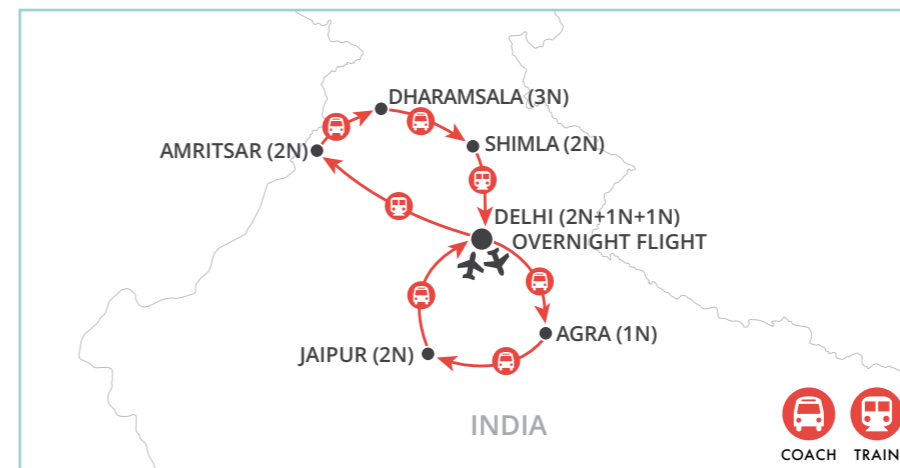 DHARAMSALA (3N)
AMRITSAR (2N)
SHIMLA (2N)
DELHI (2N+1N+1N)
OVERNIGHT FLIGHT
AGRA (1N)
JAIPUR (2N)
INDIA
COACH TRAIN